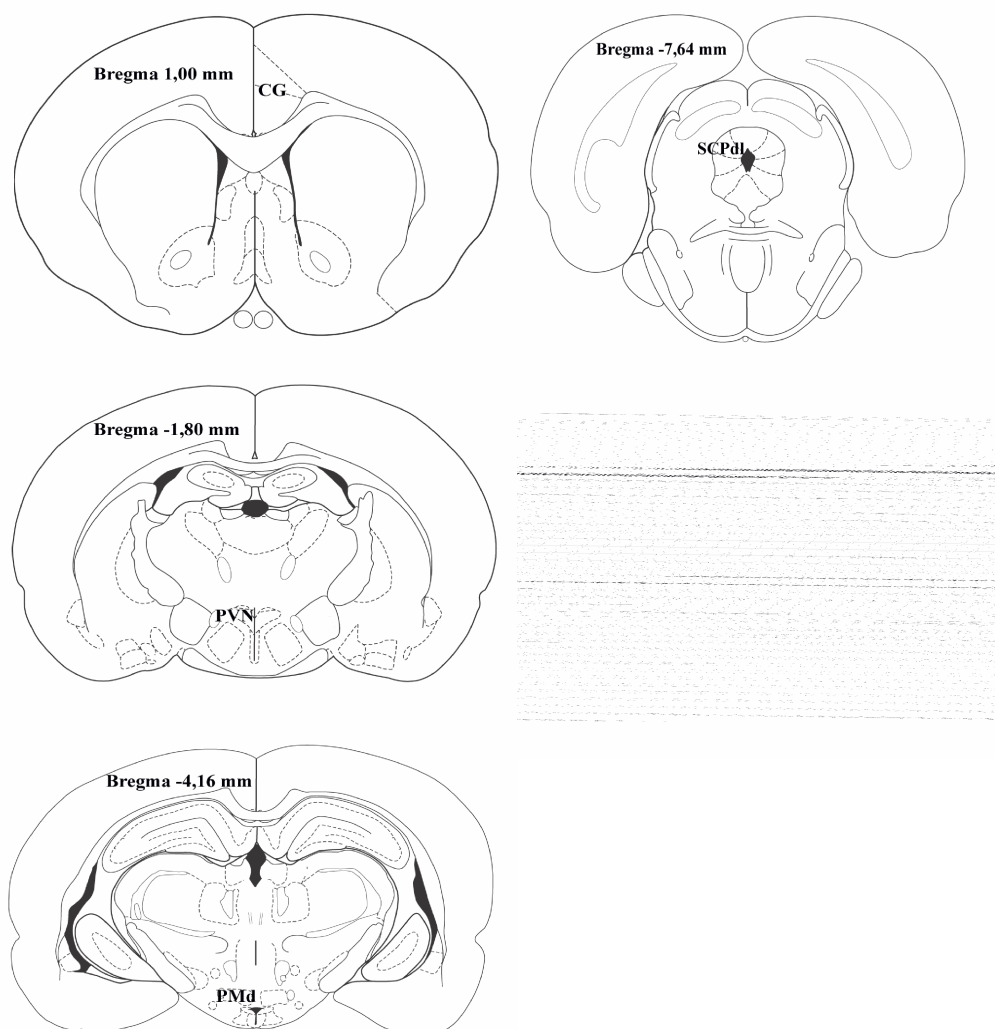 Bregma 1,00 mm
CG
Bregma -7,64 mm
SCPdl
Bregma -1,80 mm
PVN
Bregma -4,16 mm
PMd